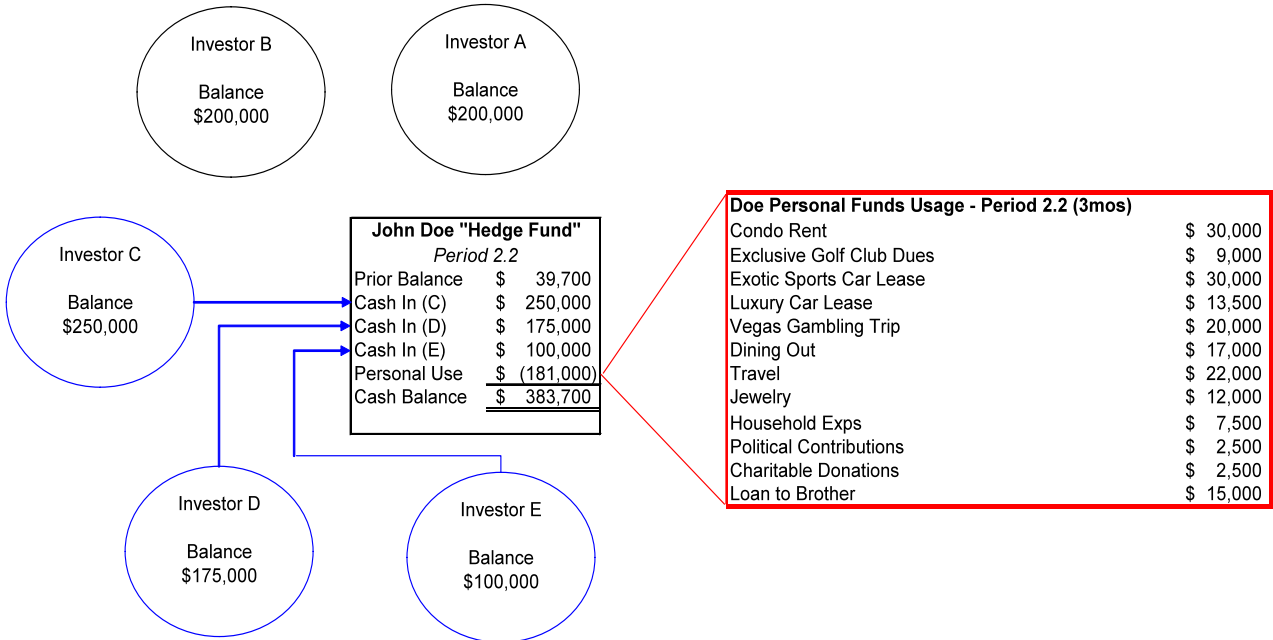 Investor B
Balance
$200,000
Investor A
Balance
$200,000
Investor C
Balance
$250,000
John Doe "Hedge Fund"
Period 2.2
Prior Balance $ 39,700
Cash In (C) $ 250,000
Cash In (D) $ 175,000
Cash In (E) $ 100,000
Personal Use $ (181,000)
Cash Balance $ 383,700
Doe Personal Funds Usage - Period 2.2 (3mos)
Condo Rent $ 30,000
Exclusive Golf Club Dues $ 9,000
Exotic Sports Car Lease $ 30,000
Luxury Car Lease $ 13,500
Vegas Gambling Trip $ 20,000
Dining Out $ 17,000
Travel $ 22,000
Jewelry $ 12,000
Household Exps $ 7,500
Political Contributions $ 2,500
Charitable Donations $ 2,500
Loan to Brother $ 15,000
Investor D
Balance
$175,000
Investor E
Balance
$100,000